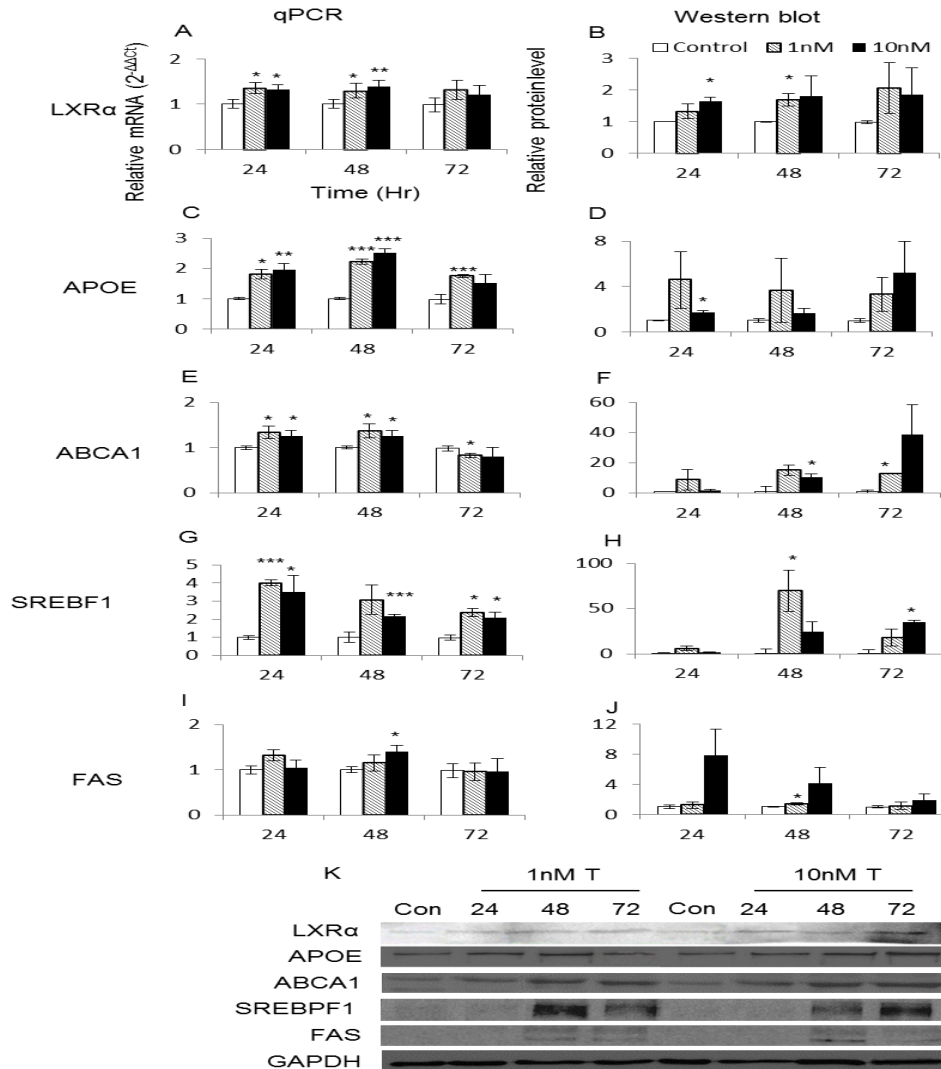 qPCR
Western blot
A
B
Control 1nM 10nM
LXRα
Relative mRNA (2-ΔΔCt)
Relative protein level
2
1
0
* * * **
24 48 72
Time (Hr)
3
2
1
0
* *
24 48 72
C
D
APOE
3
2
1
0
* ** *** *** ***
24 48 72
8
4
0
*
24 48 72
E
F
ABCA1
2
1
0
* * * * *
24 48 72
60
40
20
0
* *
24 48 72
G
H
SREBF1
5
4
3
2
1
0
*** * *** * *
24 48 72
100
50
0
* *
24 48 72
I
J
FAS
2
1
0
*
24 48 72
12
8
4
0
*
24 48 72
K
1nM T 10nM T
Con 24 48 72 Con 24 48 72
LXRα
APOE
ABCA1
SREBPF1
FAS
GAPDH